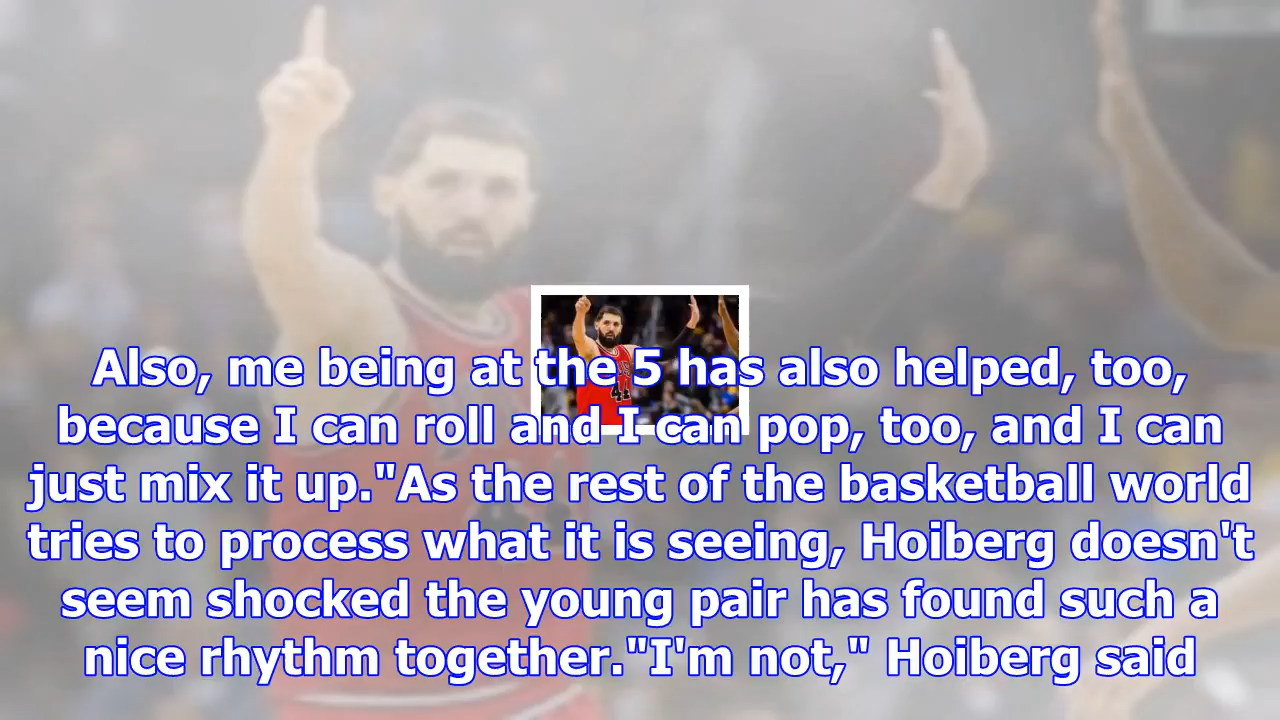 Also, me being at the 5 has also helped, too,
because I can roll and I can pop, too, and I can
just mix it up."As the rest of the basketball world
tries to process what it is seeing, Hoiberg doesn't
seem shocked the young pair has found such a
nice rhythm together."I'm not," Hoiberg said